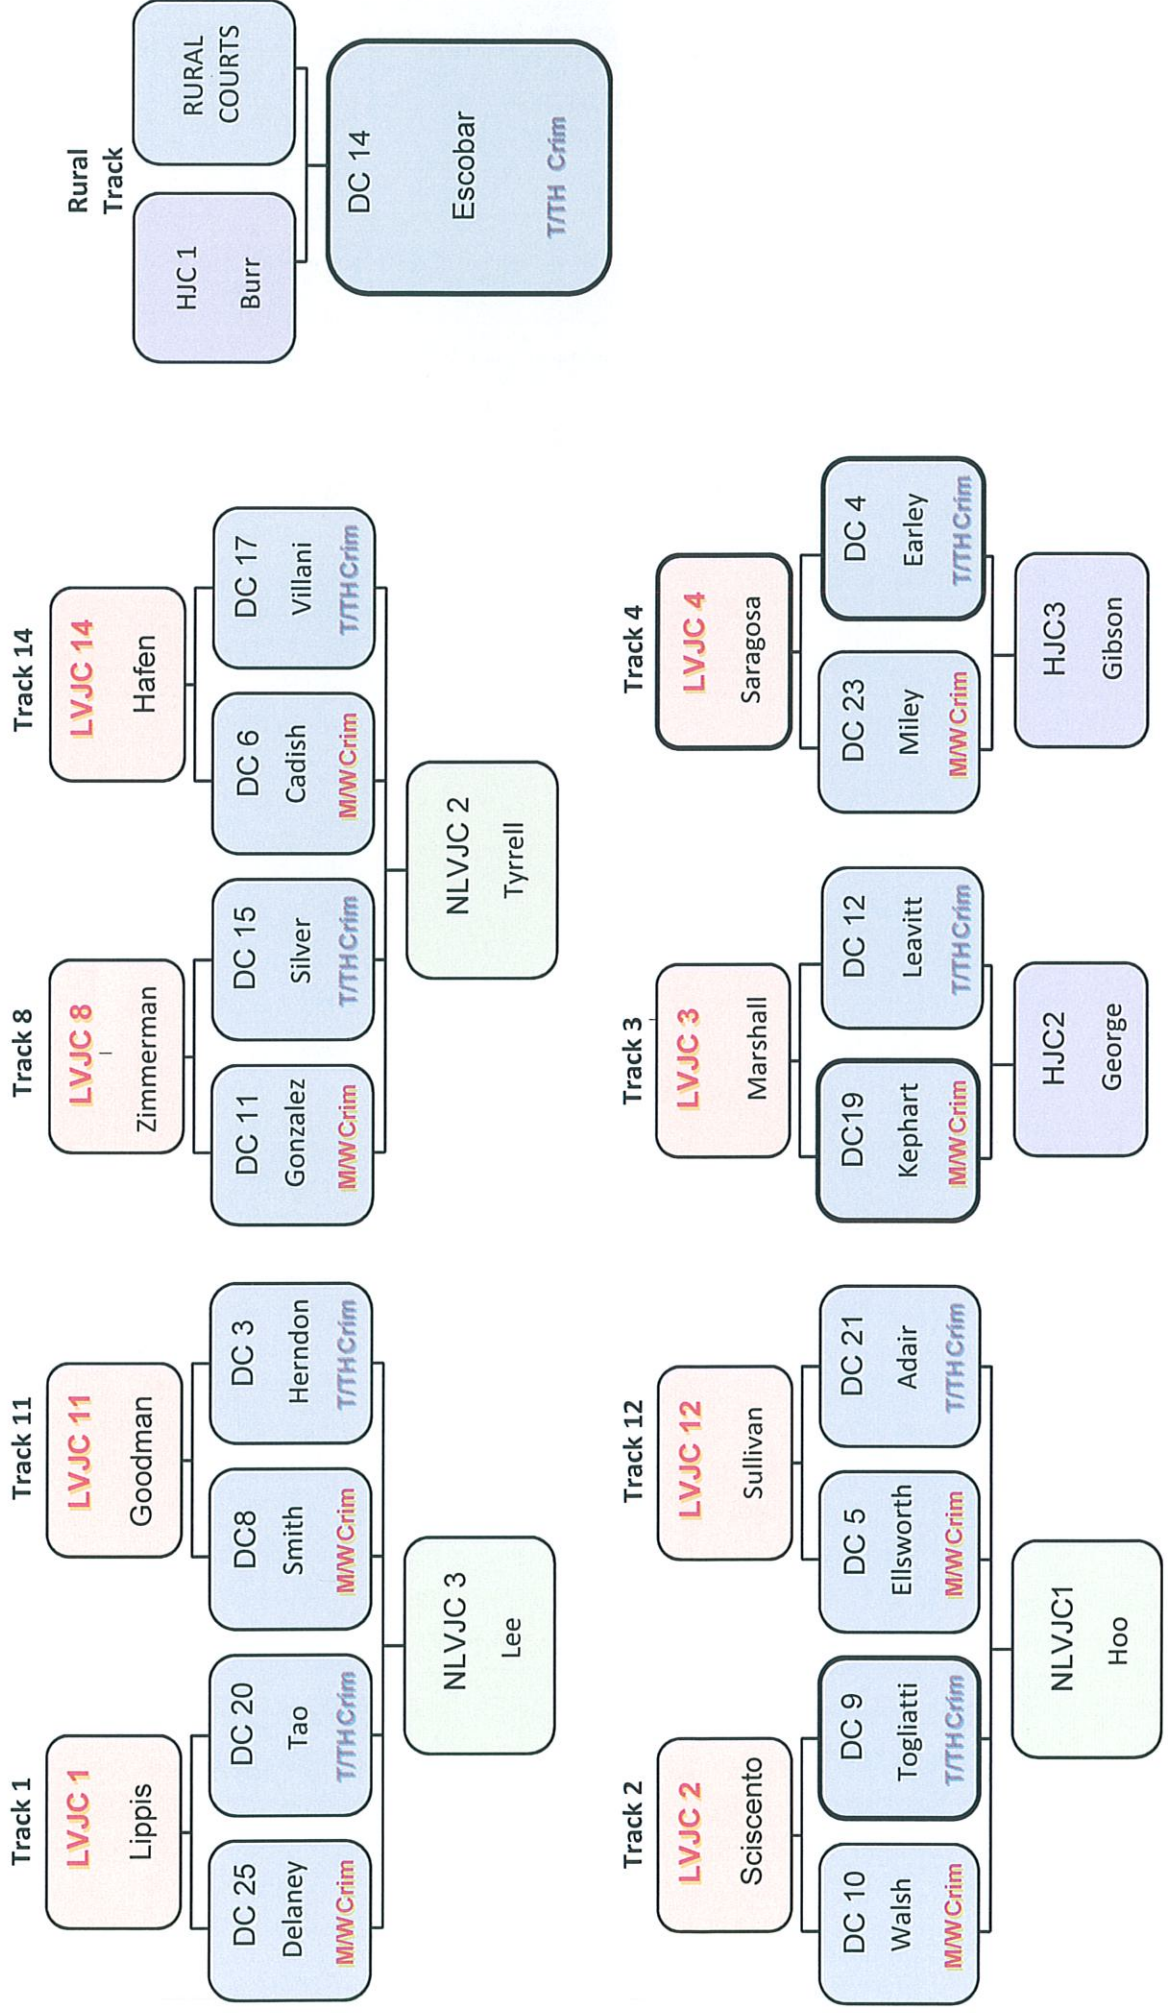 Track 1
LVJC 1
Lippis
DC 25
Delaney
M/W Crim
DC 20
Tao
T/TH Crim
Track 11
LVJC 11
Goodman
DC8
Smith
M/W Crim
DC 3
Herndon
T/TH Crim
NLVJC 3
Lee
Track 8
LVJC 8
Zimmerman
DC 11
Gonzalez
M/W Crim
DC 15
Silver
T/TH Crim
Track 14
LVJC 14
Hafen
DC 6
Cadish
M/W Crim
DC 17
Villani
T/TH Crim
NLVJC 2
Tyrrell
Rural
Track
HJC 1
Burr
RURAL
COURTS
DC 14
Escobar
T/TH Crim
Track 2
LVJC 2
Sciscento
DC 10
Walsh
M/W Crim
DC 9
Togliatti
T/TH Crim
Track 12
LVJC 12
Sullivan
DC 5
Ellsworth
M/W Crim
DC 21
Adair
T/TH Crim
NLVJC1
Hoo
Track 3
LVJC 3
Marshall
DC19
Kephart
M/W Crim
DC 12
Leavitt
T/TH Crim
HJC2
George
Track 4
LVJC 4
Saragosa
DC 23
Miley
M/W Crim
DC 4
Earley
T/TH Crim
HJC3
Gibson